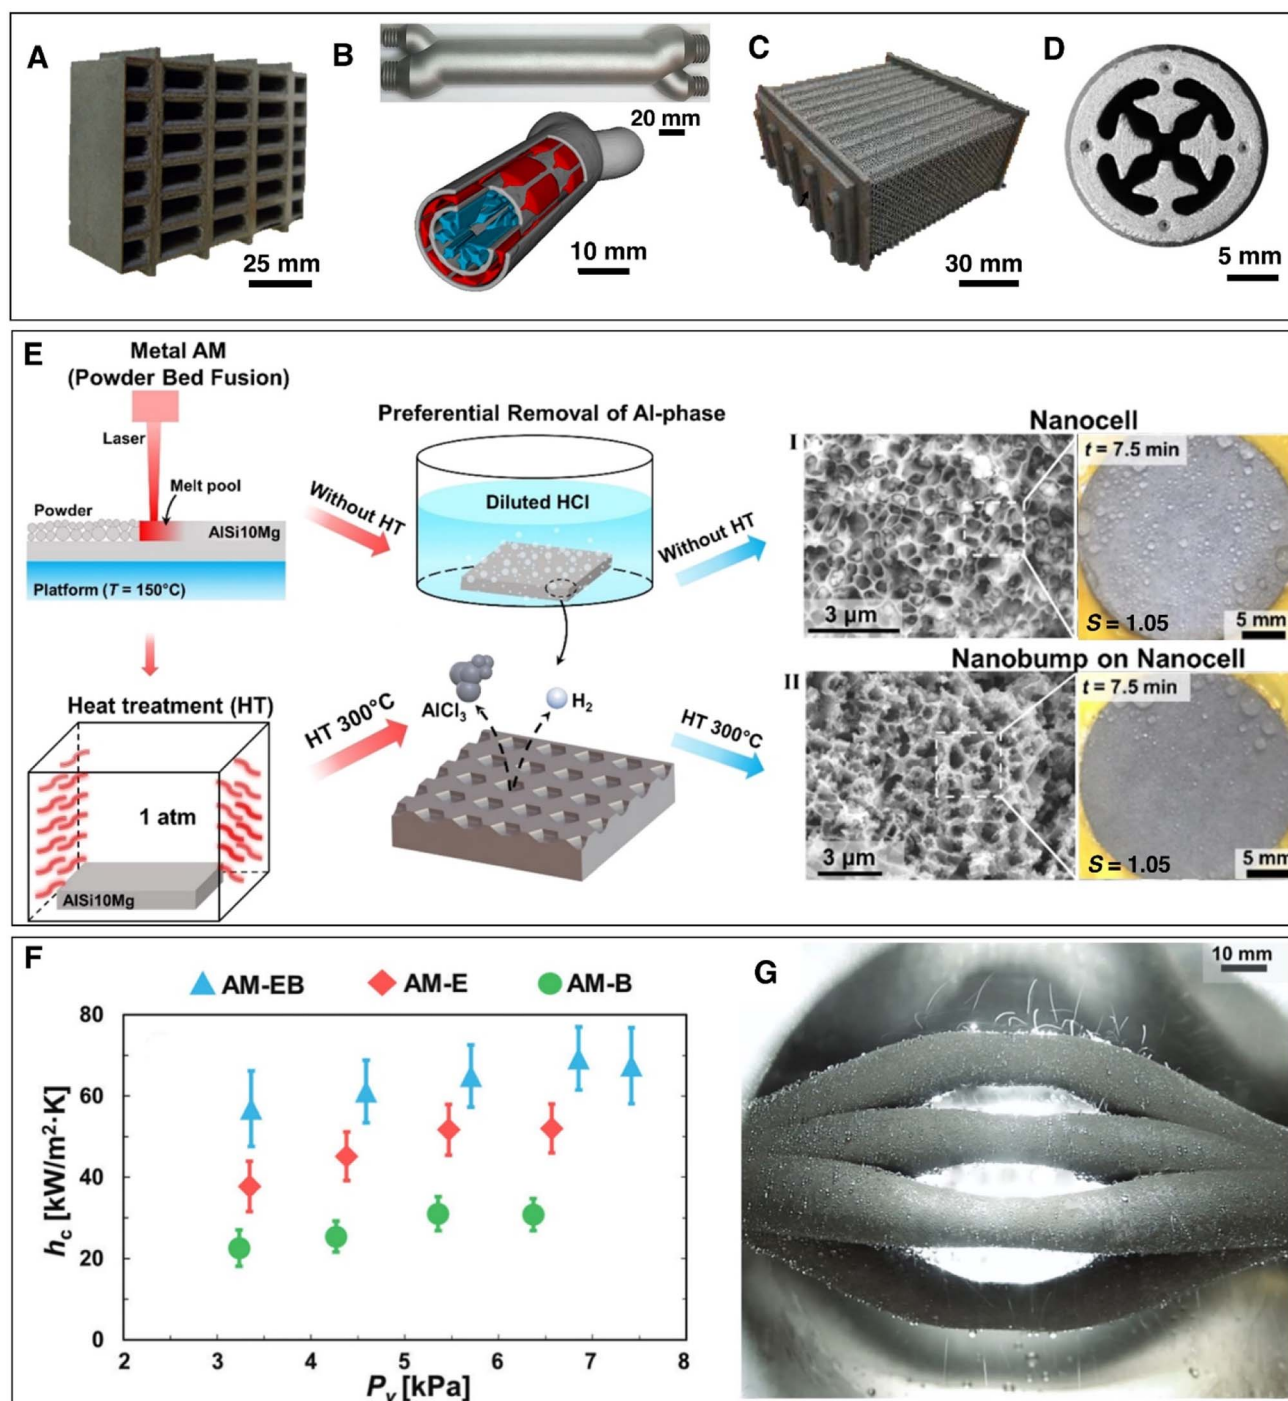 A
25 mm
B
20 mm
10 mm
C
30 mm
D
5 mm
E
Metal AM
(Powder Bed Fusion)
Laser
Melt pool
Powder
AlSi10Mg
Platform (T = 150°C)
Without HT
Preferential Removal of Al-phase
Diluted HCl
Without HT
Nanocell
I
3 µm
t = 7.5 min
S = 1.05
5 mm
Heat treatment (HT)
1 atm
AlSi10Mg
HT 300°C
AlCl₃
H₂
HT 300°C
Nanobump on Nanocell
II
3 µm
t = 7.5 min
S = 1.05
5 mm
F
AM-EB
AM-E
AM-B
80
60
40
20
0
hc [kW/m²·K]
2 3 4 5 6 7 8
Pv [kPa]
G
10 mm